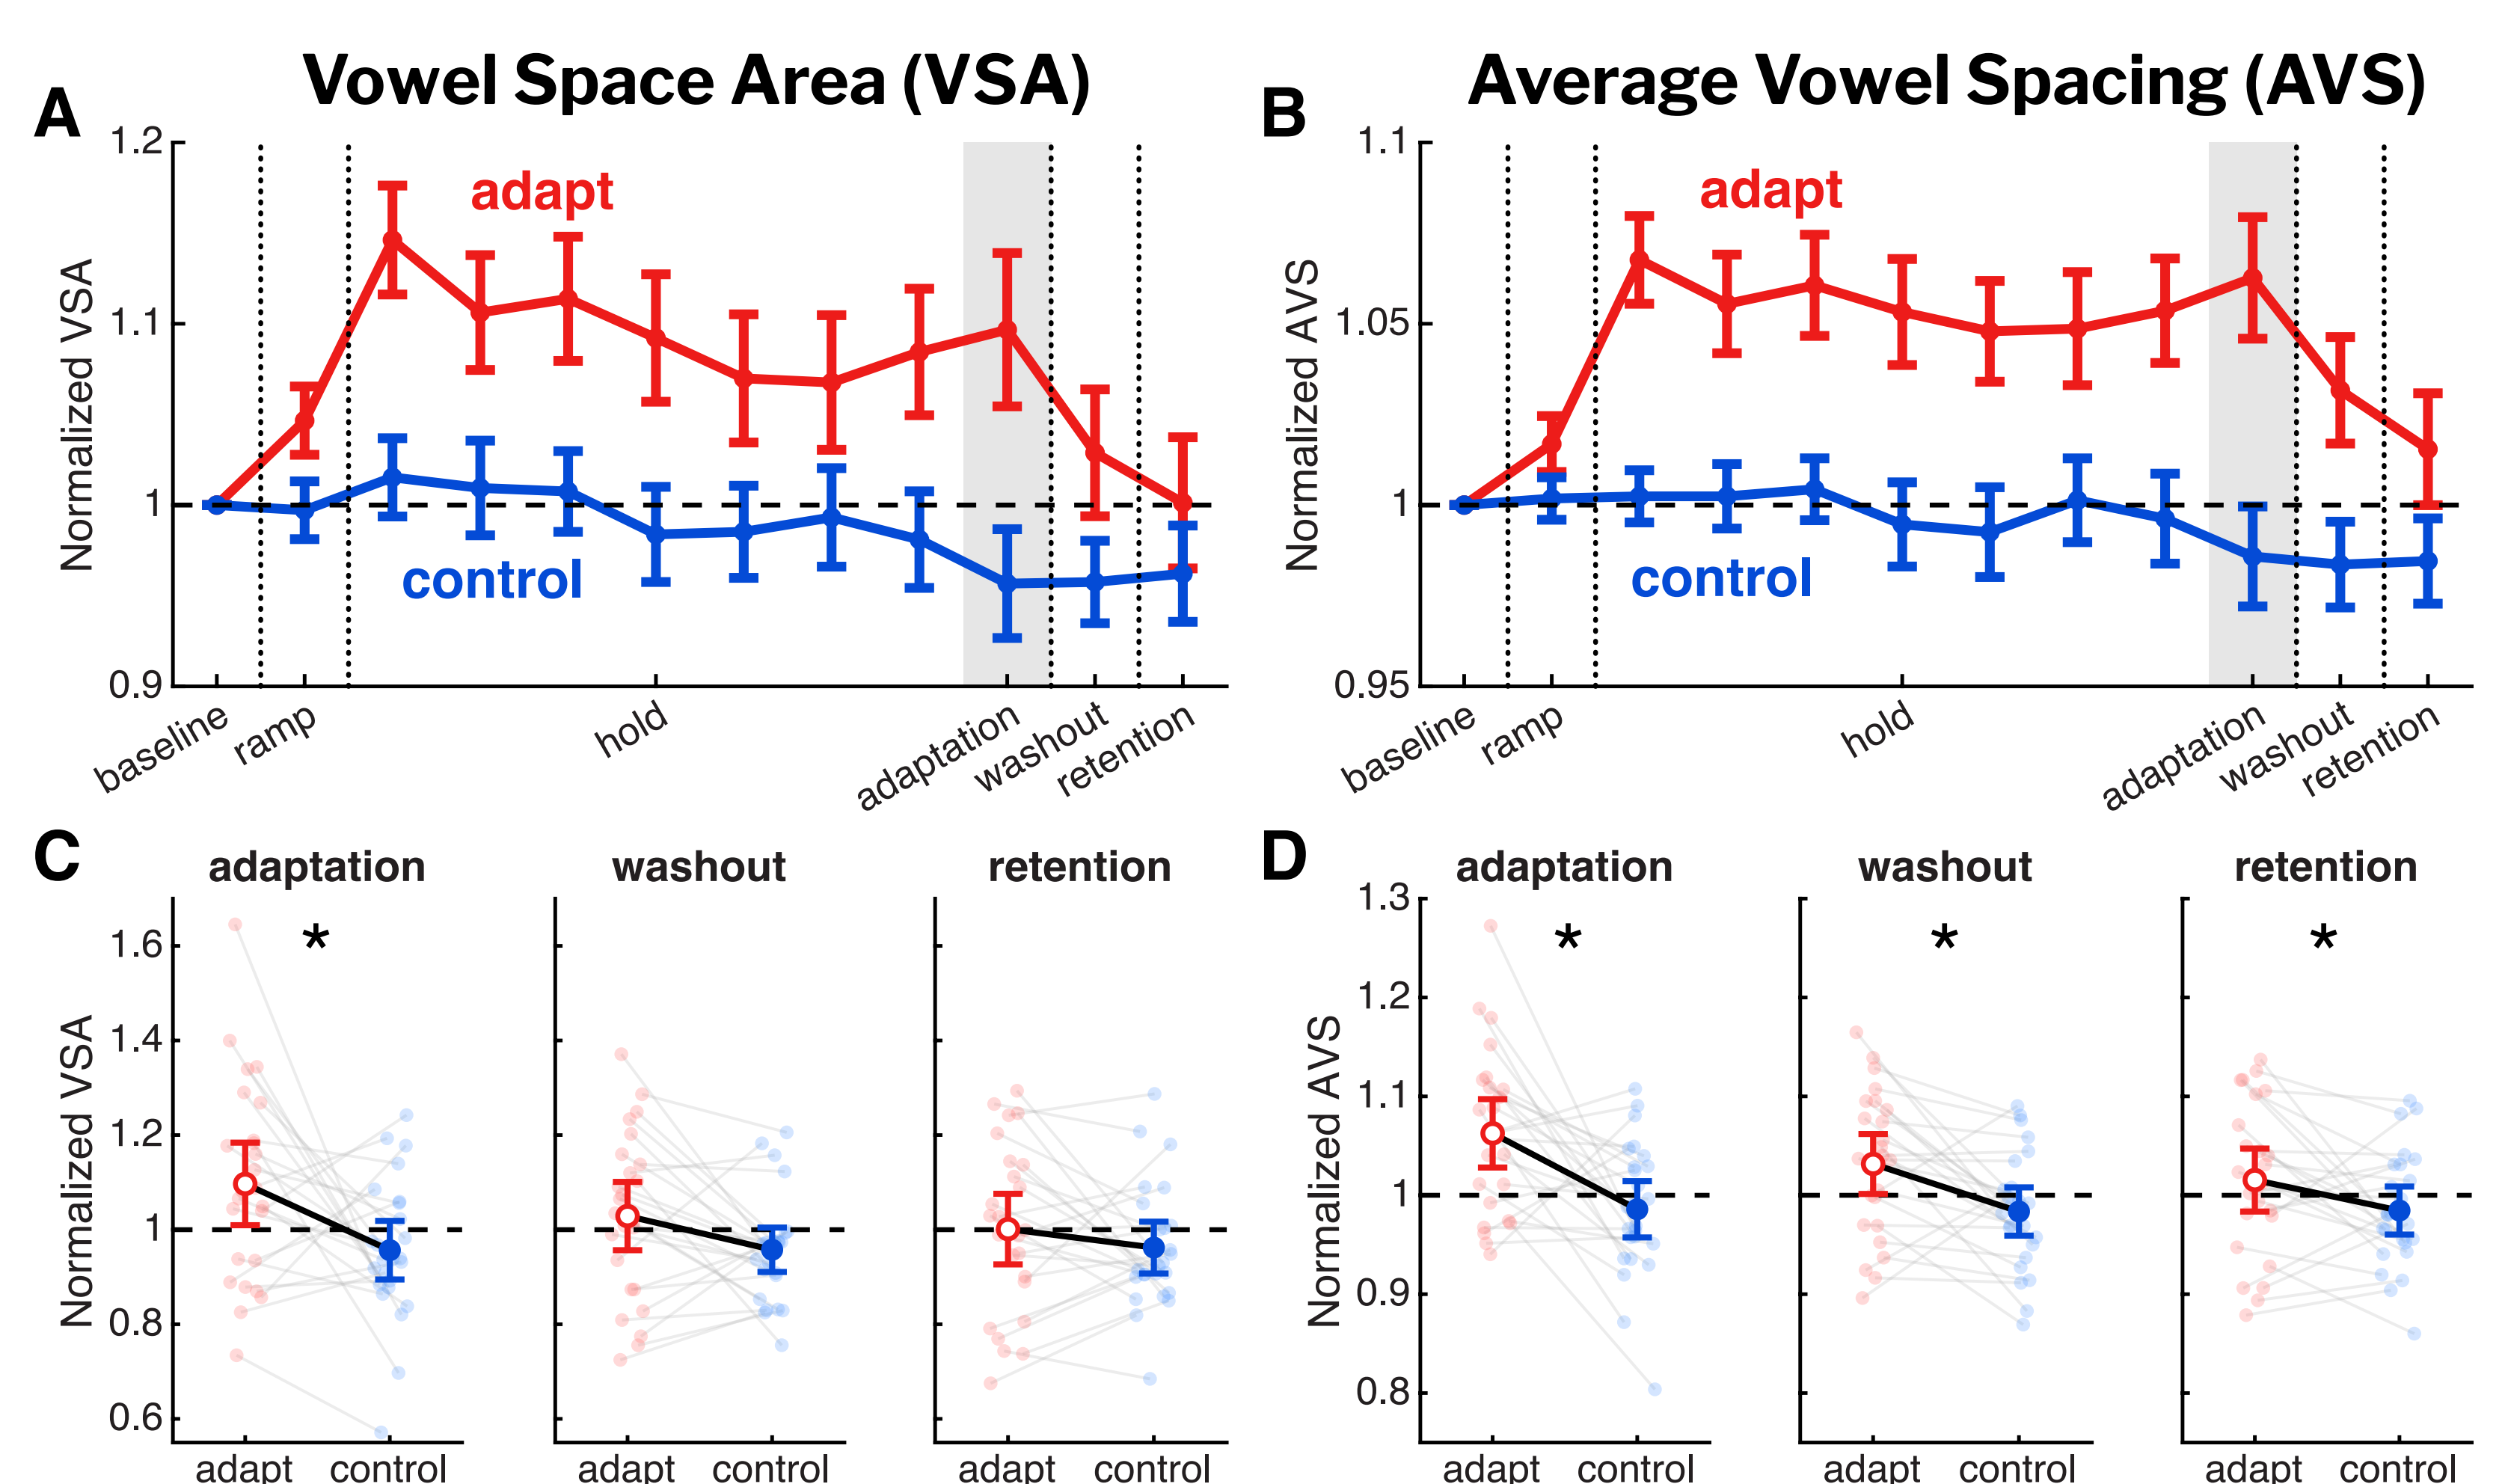 A
Vowel Space Area (VSA)
1.2
1.1
1
0.9
Normalized VSA
adapt
control
baseline
ramp
hold
adaptation
washout
retention
B
Average Vowel Spacing (AVS)
1.1
1.05
1
0.95
Normalized AVS
adapt
control
baseline
ramp
hold
adaptation
washout
retention
C
adaptation
washout
retention
*
1.6
1.4
1.2
1
0.8
0.6
Normalized VSA
adapt control
adapt control
adapt control
D
adaptation
washout
retention
* * *
1.3
1.2
1.1
1
0.9
0.8
Normalized AVS
adapt control
adapt control
adapt control